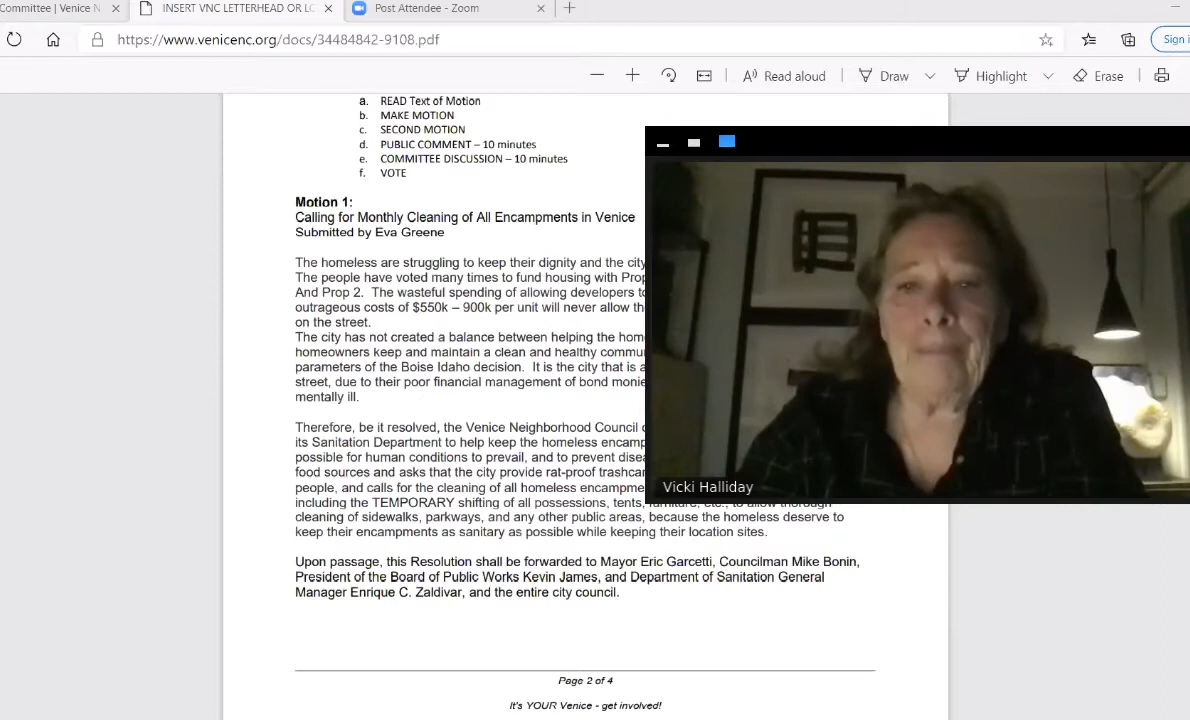 Committee | Venice N
INSERT VNC LETTERHEAD OR LO
Post Attendee - Zoom
https://www.venicenc.org/docs/34484842-9108.pdf
Sign i
Read aloud
Draw
Highlight
Erase
a. READ Text of Motion
b. MAKE MOTION
c. SECOND MOTION
d. PUBLIC COMMENT – 10 minutes
e. COMMITTEE DISCUSSION – 10 minutes
f. VOTE
Motion 1:
Calling for Monthly Cleaning of All Encampments in Venice
Submitted by Eva Greene
The homeless are struggling to keep their dignity and the city
The people have voted many times to fund housing with Prop
And Prop 2. The wasteful spending of allowing developers to
outrageous costs of $550k – 900k per unit will never allow th
on the street.
The city has not created a balance between helping the hom
homeowners keep and maintain a clean and healthy commu
parameters of the Boise Idaho decision. It is the city that is a
street, due to their poor financial management of bond monie
mentally ill.
Therefore, be it resolved, the Venice Neighborhood Council c
its Sanitation Department to help keep the homeless encamp
possible for human conditions to prevail, and to prevent disea
food sources and asks that the city provide rat-proof trashcan
people, and calls for the cleaning of all homeless encampme
including the TEMPORARY shifting of all possessions, tents, furniture, etc., to allow thorough
cleaning of sidewalks, parkways, and any other public areas, because the homeless deserve to
keep their encampments as sanitary as possible while keeping their location sites.
Upon passage, this Resolution shall be forwarded to Mayor Eric Garcetti, Councilman Mike Bonin,
President of the Board of Public Works Kevin James, and Department of Sanitation General
Manager Enrique C. Zaldivar, and the entire city council.
Page 2 of 4
It's YOUR Venice - get involved!
Vicki Halliday